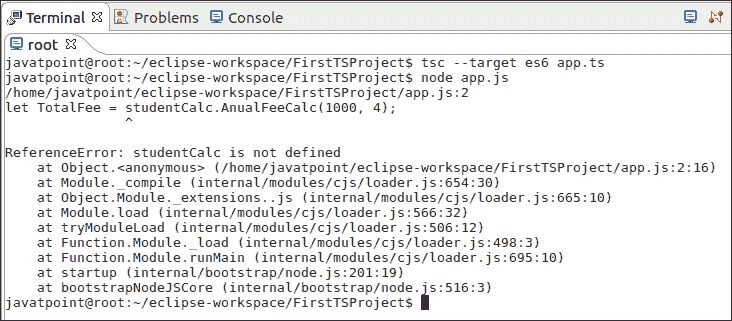 Terminal Problems Console
root
javatpoint@root:~/eclipse-workspace/FirstTSProject$ tsc --target es6 app.ts
javatpoint@root:~/eclipse-workspace/FirstTSProject$ node app.js
/home/javatpoint/eclipse-workspace/FirstTSProject/app.js:2
let TotalFee = studentCalc.AnualFeeCalc(1000, 4);
^
ReferenceError: studentCalc is not defined
at Object.<anonymous> (/home/javatpoint/eclipse-workspace/FirstTSProject/app.js:2:16)
at Module._compile (internal/modules/cjs/loader.js:654:30)
at Object.Module._extensions..js (internal/modules/cjs/loader.js:665:10)
at Module.load (internal/modules/cjs/loader.js:566:32)
at tryModuleLoad (internal/modules/cjs/loader.js:506:12)
at Function.Module._load (internal/modules/cjs/loader.js:498:3)
at Function.Module.runMain (internal/modules/cjs/loader.js:695:10)
at startup (internal/bootstrap/node.js:201:19)
at bootstrapNodeJSCore (internal/bootstrap/node.js:516:3)
javatpoint@root:~/eclipse-workspace/FirstTSProject$